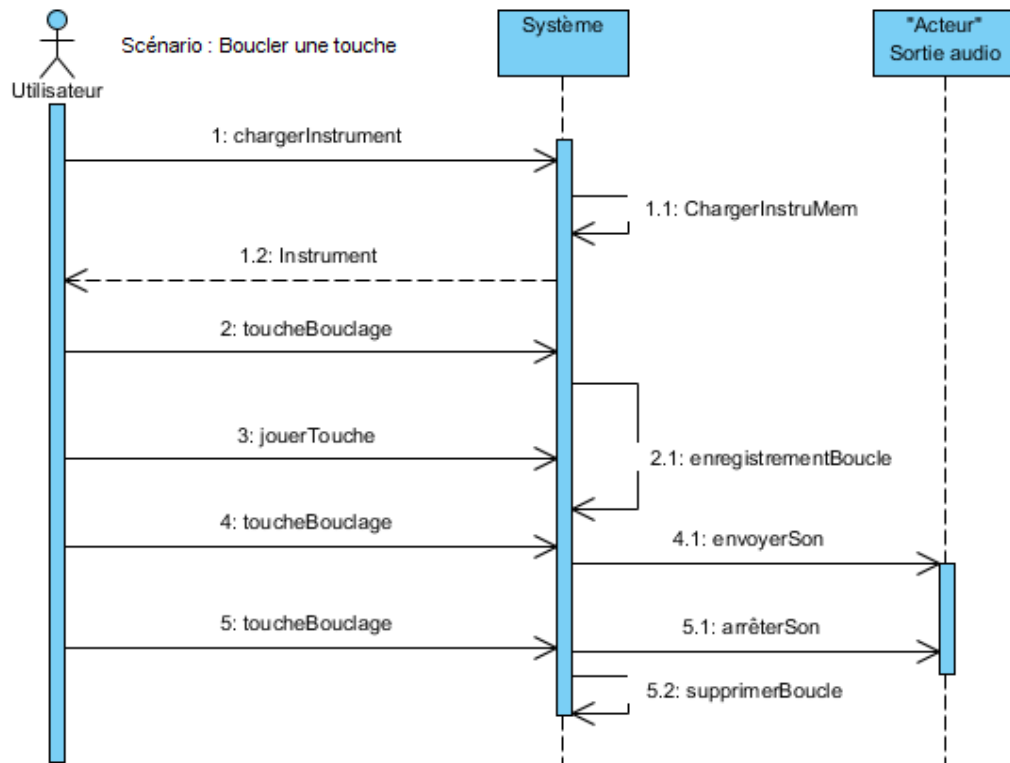 Scénario : Boucler une touche
Système
"Acteur"
Sortie audio
Utilisateur
1: chargerInstrument
1.1: ChargerInstruMem
1.2: Instrument
2: toucheBouclage
3: jouerTouche
2.1: enregistrementBoucle
4: toucheBouclage
4.1: envoyerSon
5: toucheBouclage
5.1: arrêterSon
5.2: supprimerBoucle